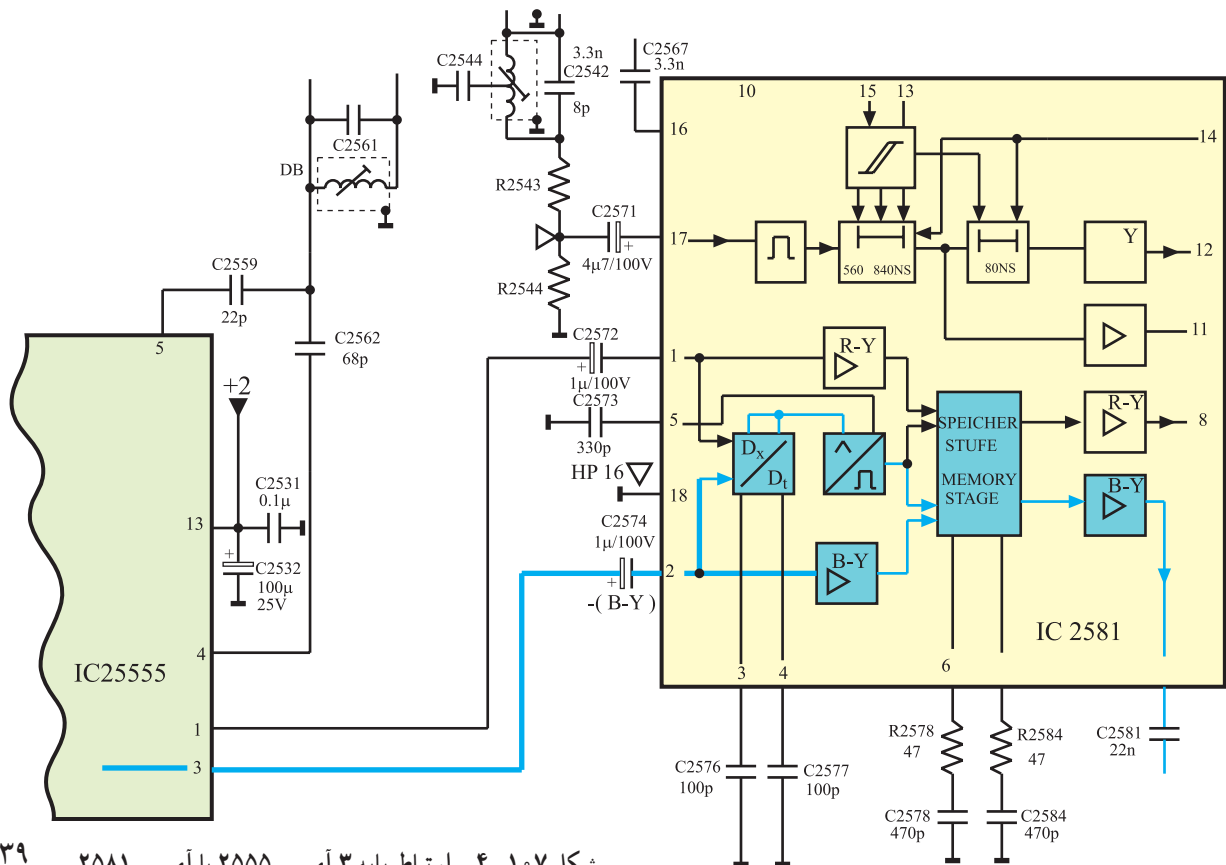 C2544
3.3n
C2542
8p
C2567
3.3n
10
15
13
16
14
C2561
DB
R2543
C2571
+
4µ7/100V
17
560 840NS
80NS
Y
12
R2544
C2559
22p
5
C2562
68p
11
C2572
+
1µ/100V
1
R-Y
+2
C2573
330p
5
Dx
Dt
SPEICHER
STUFE
MEMORY
STAGE
R-Y
8
HP 16
18
C2531
0.1µ
13
+
C2532
100µ
25V
C2574
1µ/100V
+
2
-( B-Y )
B-Y
B-Y
IC 2581
IC25555
4
3
4
6
1
3
R2578
47
R2584
47
C2581
22n
C2576
100p
C2577
100p
C2578
470p
C2584
470p
۳۹